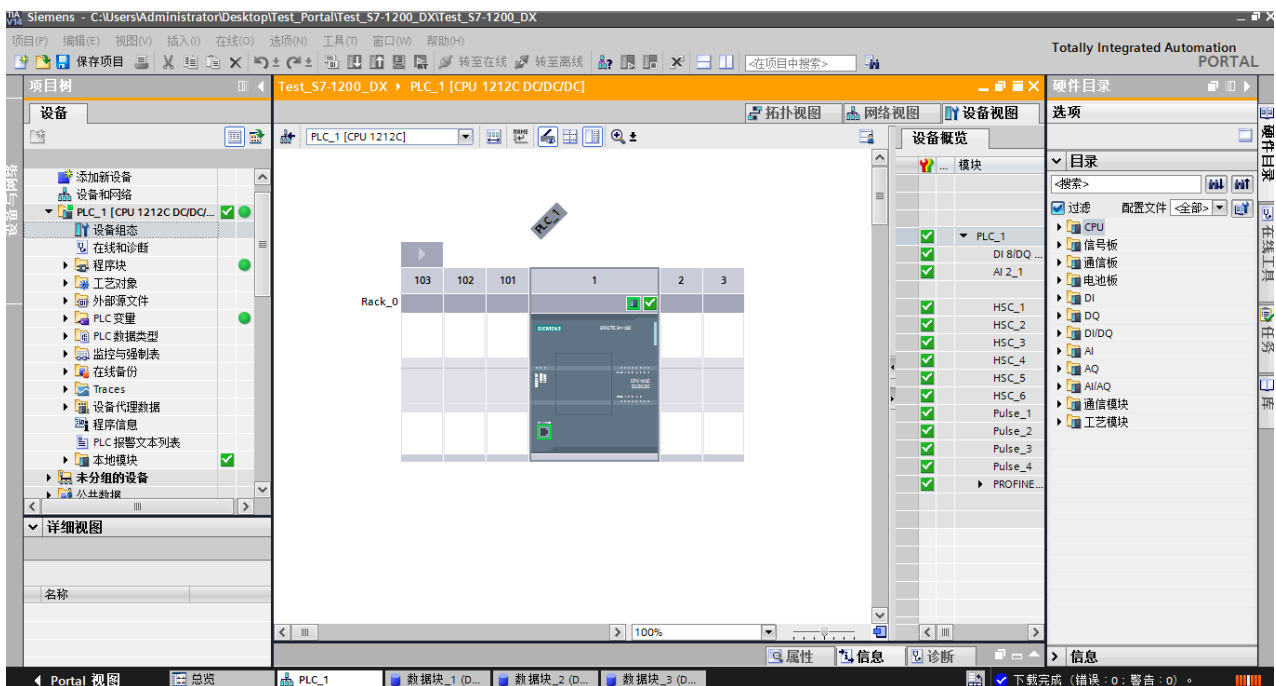 Siemens - C:\Users\Administrator\Desktop\Test_Portal\Test_S7-1200_DX\Test_S7-1200_DX
项目(P) 编辑(E) 视图(V) 插入(I) 在线(O) 选项(N) 工具(T) 窗口(W) 帮助(H)
Totally Integrated Automation
PORTAL
保存项目 转至在线 转至离线 <在项目中搜索>
项目树
Test_S7-1200_DX PLC_1 [CPU 1212C DC/DC/DC]
硬件目录
设备
拓扑视图 网络视图 设备视图
选项
PLC_1 [CPU 1212C]
设备概览
设备与网络
添加新设备
设备和网络
PLC_1 [CPU 1212C DC/DC/...
设备组态
在线和诊断
程序块
工艺对象
外部源文件
PLC 变量
PLC 数据类型
监控与强制表
在线备份
Traces
设备代理数据
程序信息
PLC 报警文本列表
本地模块
未分组的设备
公共数据
详细视图
名称
PLC_1
103 102 101 1 2 3
Rack_0
SIEMENS
CPU 1212C
DC/DC/DC
100%
... 模块
PLC_1
DI 8/DQ ...
AI 2_1
HSC_1
HSC_2
HSC_3
HSC_4
HSC_5
HSC_6
Pulse_1
Pulse_2
Pulse_3
Pulse_4
PROFINE...
目录
<搜索>
过滤 配置文件 <全部>
CPU
信号板
通信板
电池板
DI
DQ
DI/DQ
AI
AQ
AI/AQ
通信模块
工艺模块
硬件目录
在线工具
任务
库
属性 信息 诊断
信息
Portal 视图 总览 PLC_1 数据块_1 (D... 数据块_2 (D... 数据块_3 (D...
下载完成（错误：0；警告：0）。